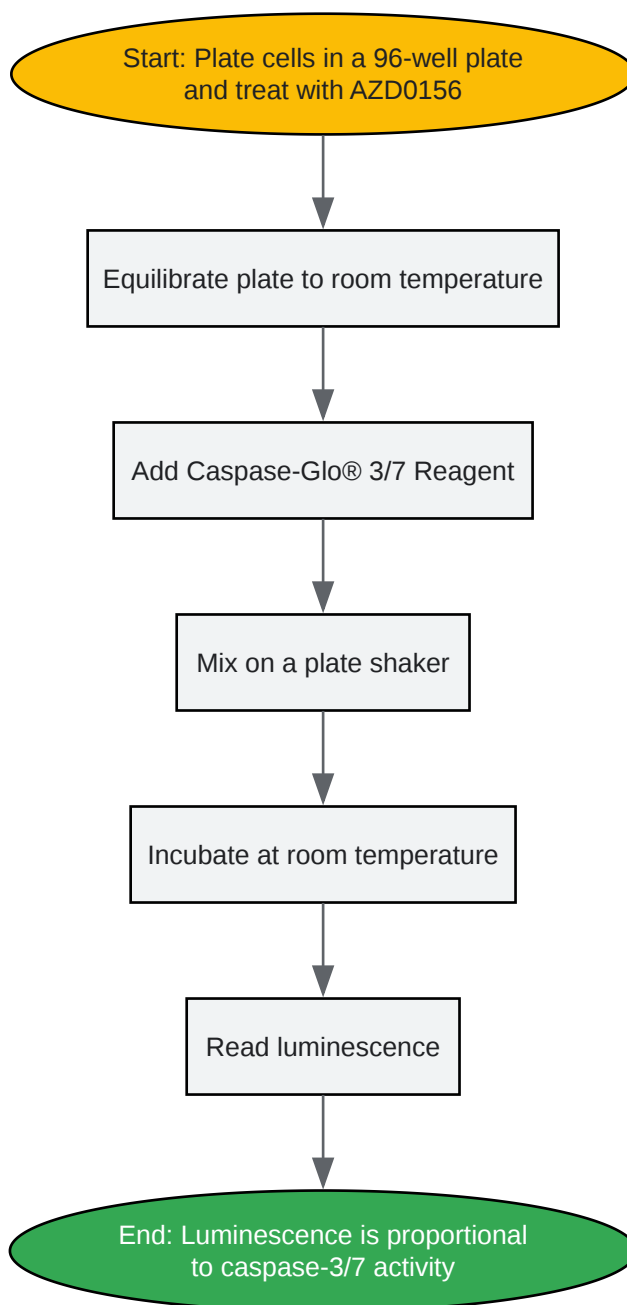 Start: Plate cells in a 96-well plate
and treat with AZD0156
Equilibrate plate to room temperature
Add Caspase-Glo® 3/7 Reagent
Mix on a plate shaker
Incubate at room temperature
Read luminescence
End: Luminescence is proportional
to caspase-3/7 activity